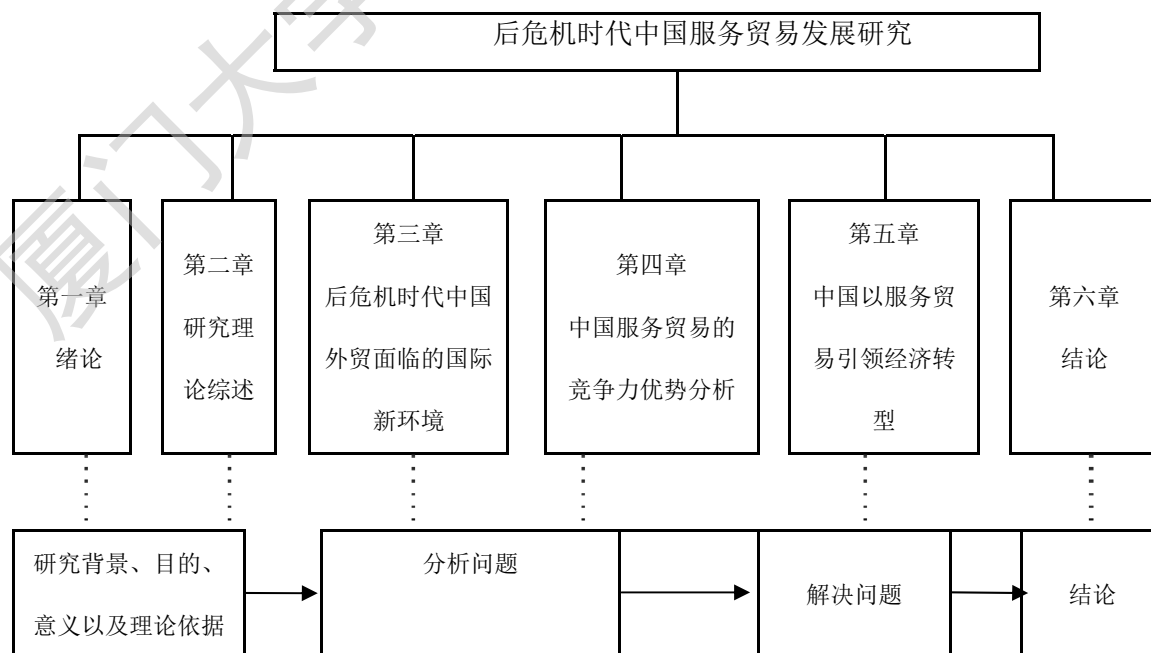 后危机时代中国服务贸易发展研究
第一章
绪论
第二章
研究理
论综述
第三章
后危机时代中国
外贸面临的国际
新环境
第四章
中国服务贸易的
竞争力优势分析
第五章
中国以服务贸
易引领经济转
型
第六章
结论
研究背景、目的、
意义以及理论依据
分析问题
解决问题
结论
厦门大学